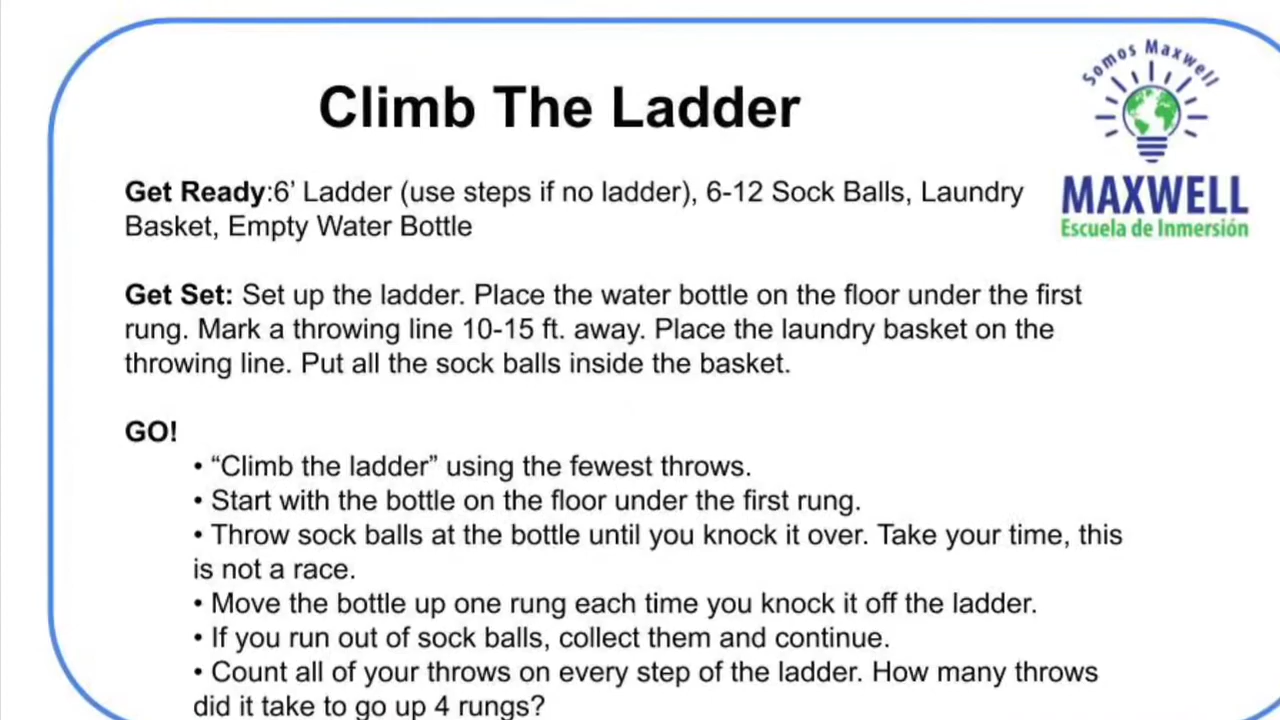 Somos Maxwell
Climb The Ladder
MAXWELL
Escuela de Inmersión
Get Ready:6’ Ladder (use steps if no ladder), 6-12 Sock Balls, Laundry
Basket, Empty Water Bottle
Get Set: Set up the ladder. Place the water bottle on the floor under the first
rung. Mark a throwing line 10-15 ft. away. Place the laundry basket on the
throwing line. Put all the sock balls inside the basket.
GO!
• “Climb the ladder” using the fewest throws.
• Start with the bottle on the floor under the first rung.
• Throw sock balls at the bottle until you knock it over. Take your time, this
is not a race.
• Move the bottle up one rung each time you knock it off the ladder.
• If you run out of sock balls, collect them and continue.
• Count all of your throws on every step of the ladder. How many throws
did it take to go up 4 rungs?